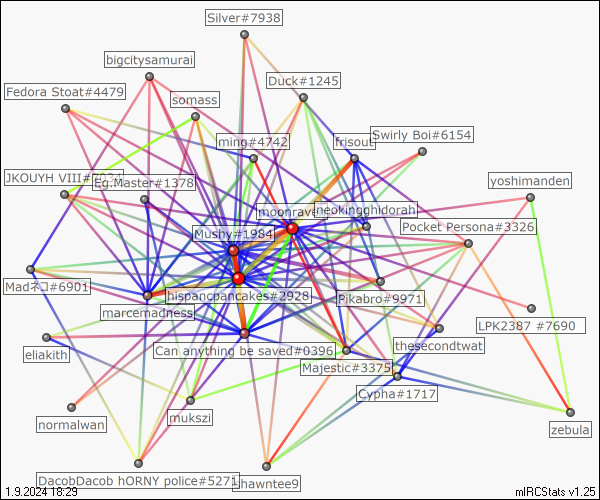 Silver#7938
bigcitysamurai
Duck#1245
Fedora Stoat#4479
somass
ming#4742
frisout
Swirly Boi#6154
JKOUYH VIII#
Eg.Master#1378
yoshimanden
moonrave
neokingghidorah
Mushy#1984
Pocket Persona#3326
Madネコ#6901
hispanoancakes#2928
Pikabro#9971
marcemadness
LPK2387 #7690
eliakith
Can anything be saved#0396
thesecondtwat
Majestic#3375
Cypha#1717
normalwan
mukszi
zebula
DacobDacob hORNY police#5271
shawntee9
1.9.2024 18:29
mIRCStats v1.25